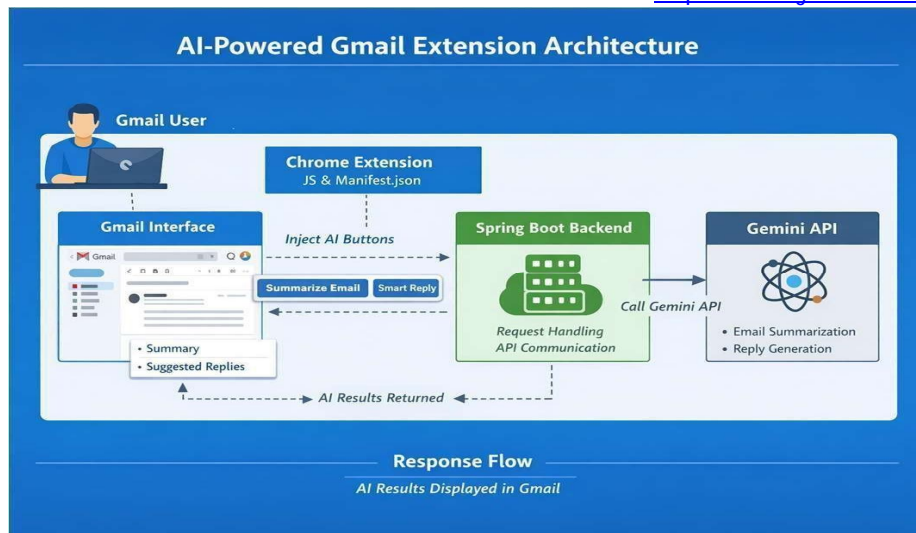 AI-Powered Gmail Extension Architecture
Gmail User
Chrome Extension
JS & Manifest.json
Gmail Interface
Gmail
Inject AI Buttons
Summarize Email
Smart Reply
• Summary
• Suggested Replies
Spring Boot Backend
Request Handling
API Communication
Call Gemini API
Gemini API
• Email Summarization
• Reply Generation
AI Results Returned
Response Flow
AI Results Displayed in Gmail